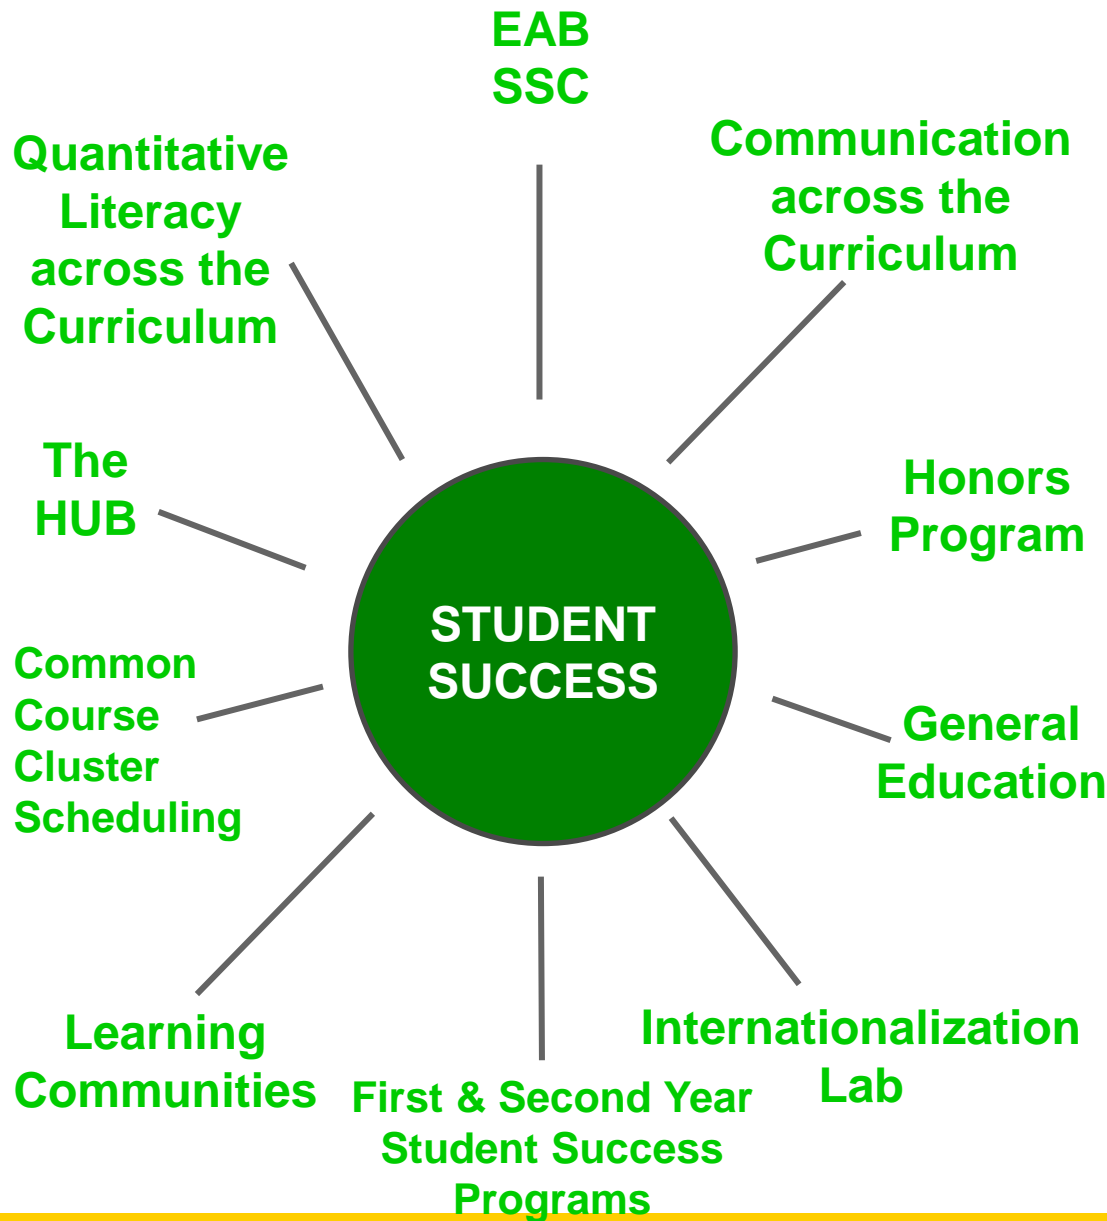 EAB
SSC
Communication
across the
Curriculum
Quantitative
Literacy
across the
Curriculum
The
HUB
Honors
Program
STUDENT
SUCCESS
Common
Course
Cluster
Scheduling
General
Education
Learning
Communities
First & Second Year
Student Success
Programs
Internationalization
Lab